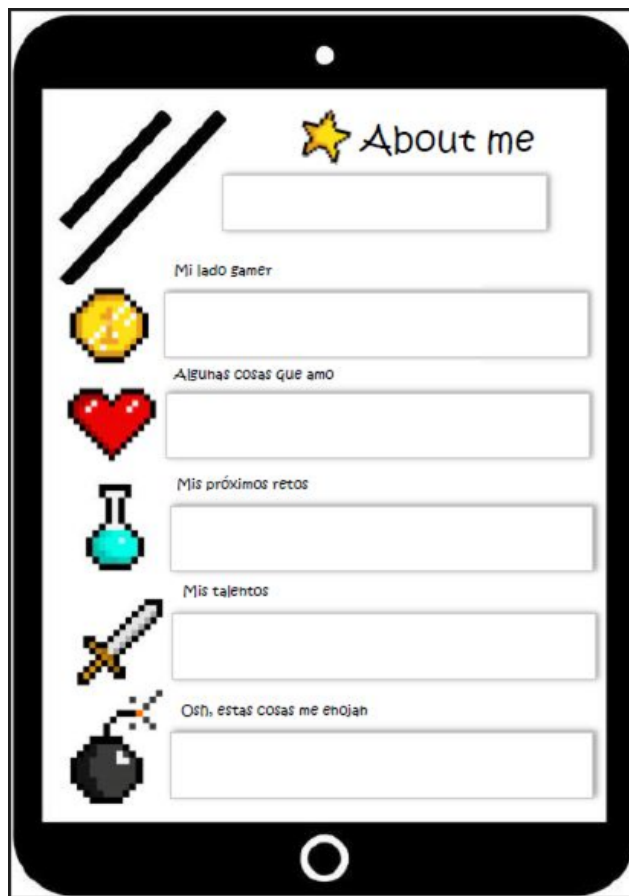 About me
Mi lado gamer
Algunas cosas que amo
Mis próximos retos
Mis talentos
Osh, estas cosas me enojan